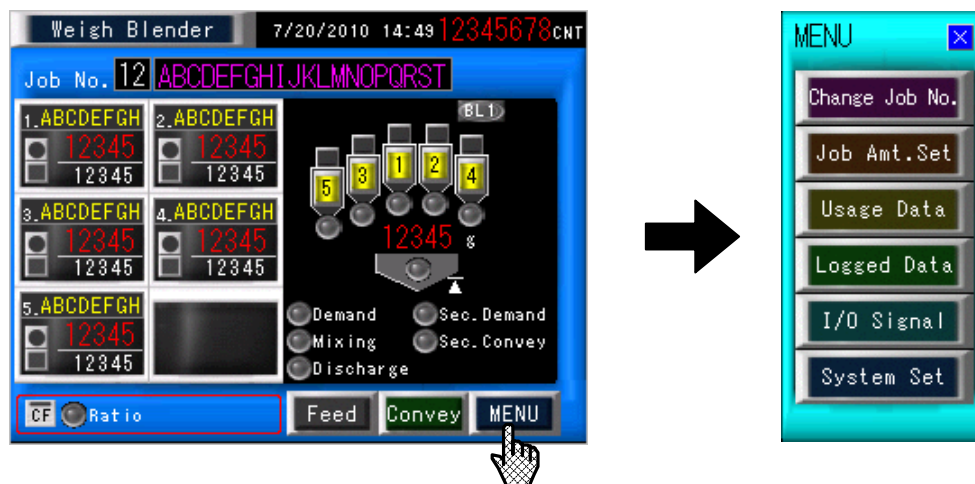 Weigh Blender 7/20/2010 14:49 12345678CNT
Job No. 12 ABCDEFGHIJKLMNOPQRST
1.ABCDEFGH 2.ABCDEFGH
12345 12345
12345 12345
3.ABCDEFGH 4.ABCDEFGH
12345 12345
12345 12345
5.ABCDEFGH
12345
12345
BL1
5 3 1 2 4
12345 g
Demand Sec.Demand
Mixing Sec.Convey
Discharge
CF Ratio Feed Convey MENU
MENU ×
Change Job No.
Job Amt.Set
Usage Data
Logged Data
I/O Signal
System Set